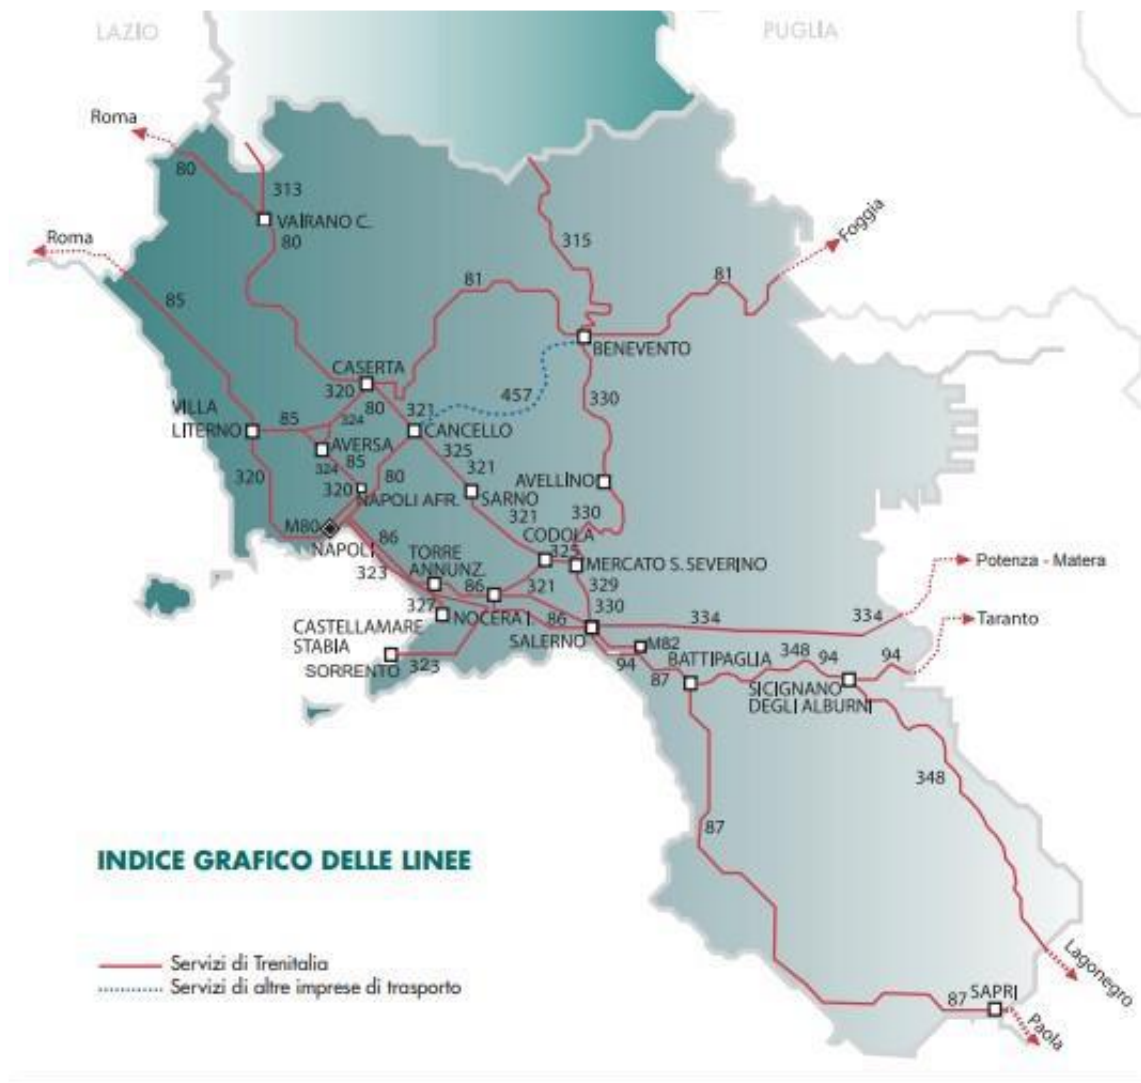 LAZIO
PUGLIA
Roma
80
313
VAIRANO C.
80
Roma
85
315
Foggia
81
81
BENEVENTO
CASERTA
320
80
321
457
330
VILLA
LITERNO
85
324
CANCELLO
AVERSA
325
324
85
80
321
320
320
NAPOLI AFR.
SARNO
AVELLINO
321
330
M80
NAPOLI
86
323
TORRE
ANNUNZ.
CODOLA
325
MERCATO S. SEVERINO
Potenza - Matera
86
321
329
327
NOCERA I
330
334
334
Taranto
CASTELLAMARE
STABIA
86
SALERNO
M82
SORRENTO
323
94
BATTIPAGLIA
348
94
94
87
SICIGNANO
DEGLI ALBURNI
348
87
INDICE GRAFICO DELLE LINEE
Servizi di Trenitalia
Servizi di altre imprese di trasporto
Lagonegro
87
SAPRI
Paola